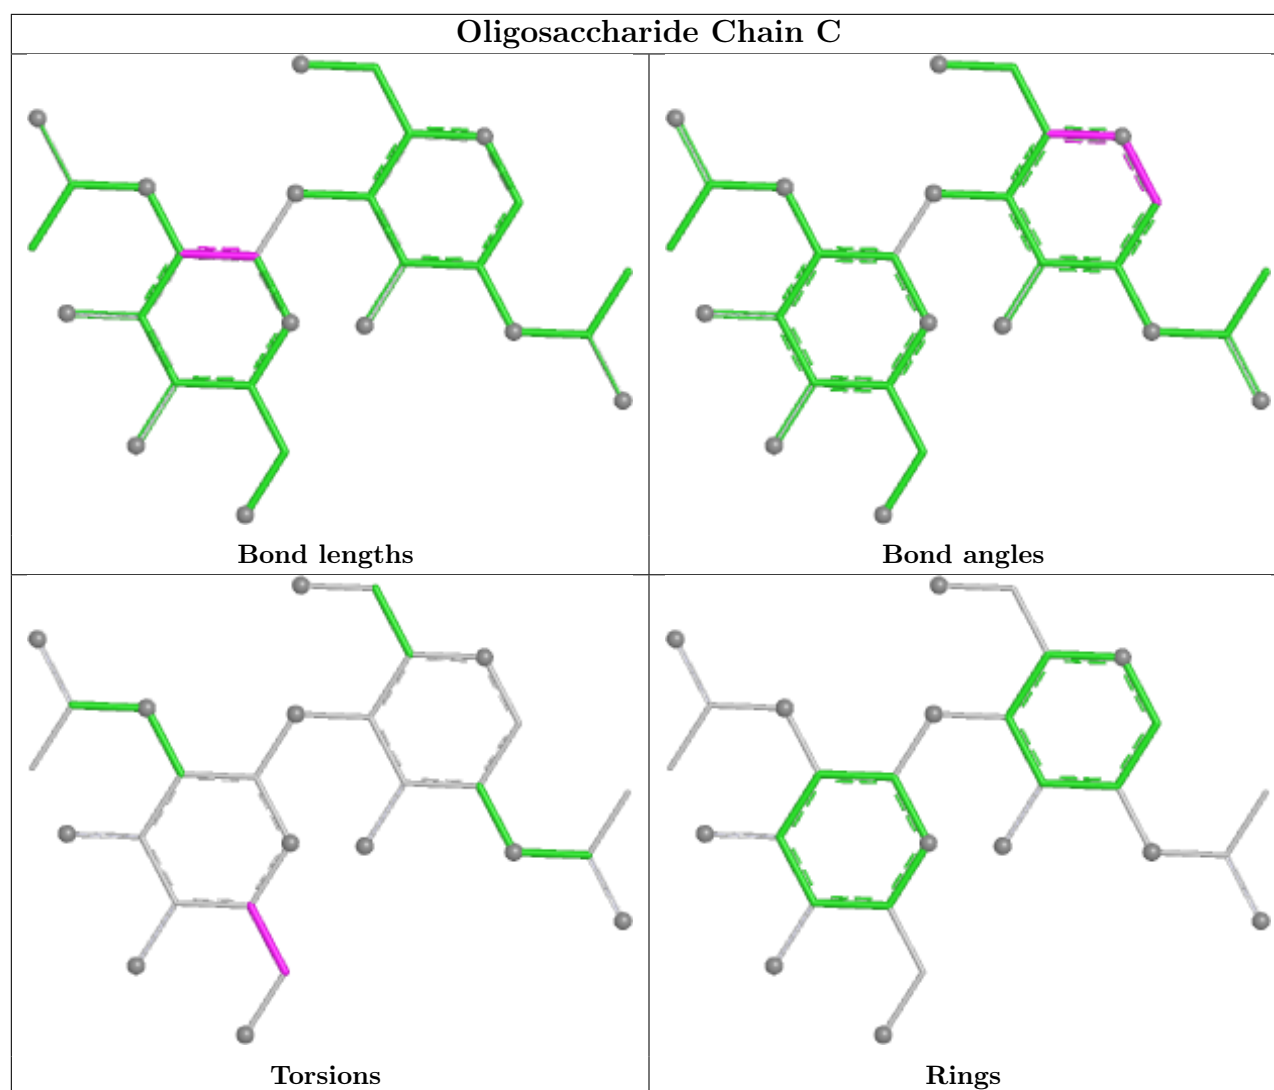 Oligosaccharide Chain C
Bond lengths
Bond angles
Torsions
Rings